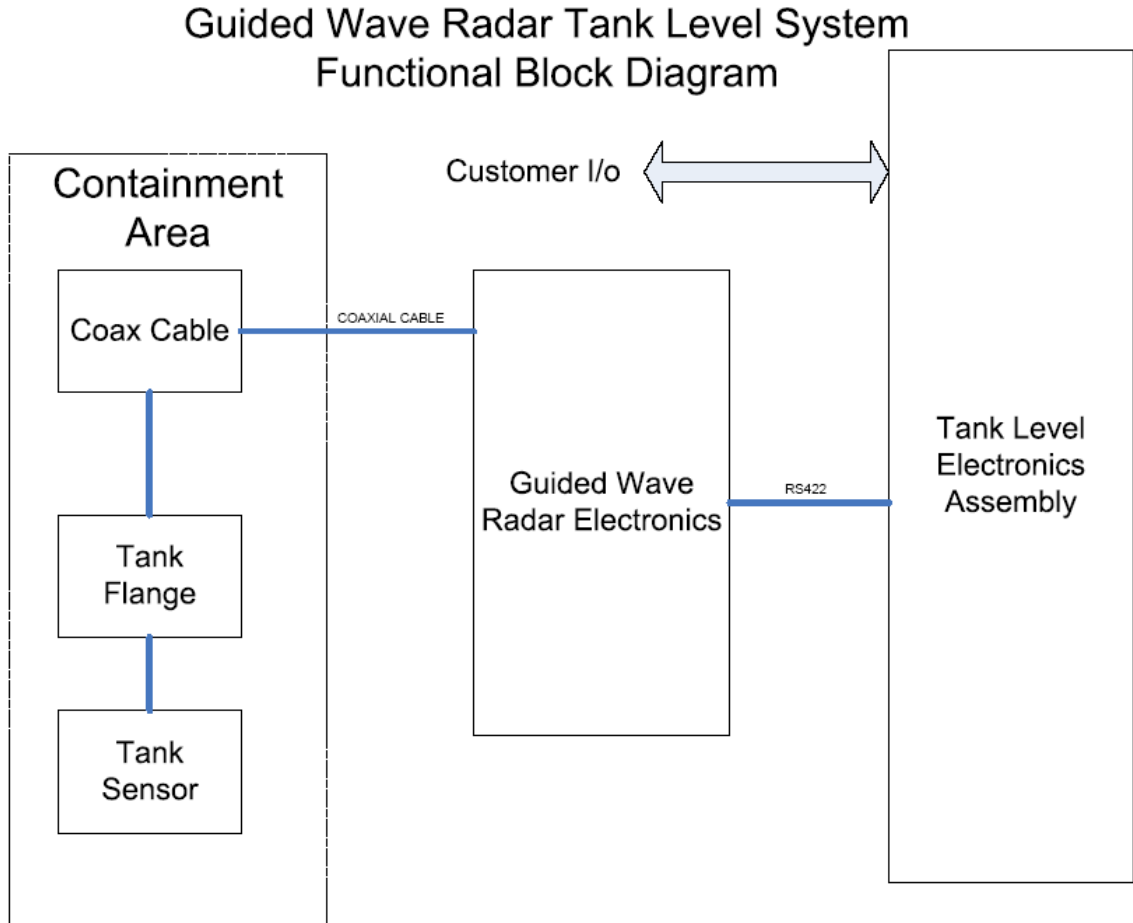 Guided Wave Radar Tank Level System
Functional Block Diagram
Customer I/o
Containment
Area
Coax Cable
COAXIAL CABLE
Tank
Flange
Tank
Sensor
Guided Wave
Radar Electronics
RS422
Tank Level
Electronics
Assembly